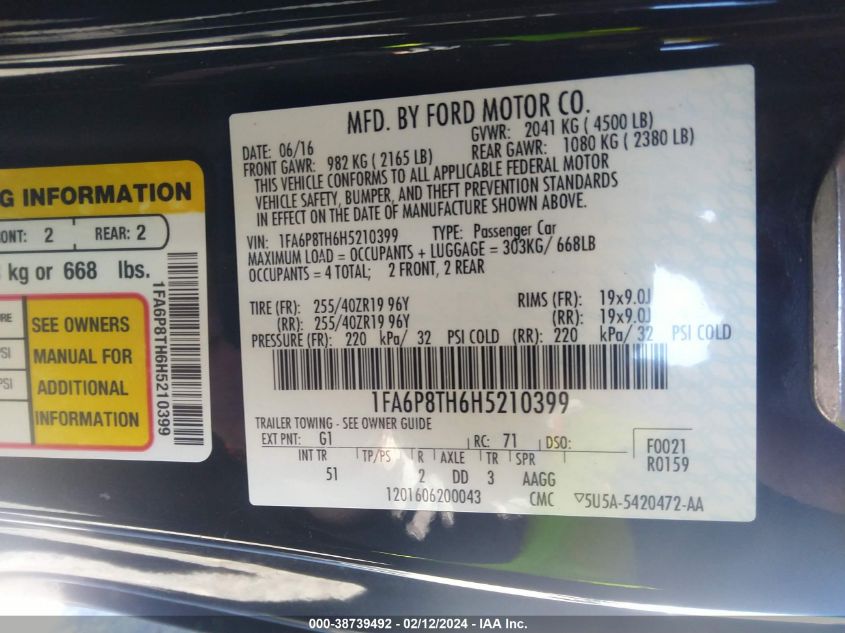 G INFORMATION
ONT: 2 REAR: 2
kg or 668 lbs.
SEE OWNERS
MANUAL FOR
ADDITIONAL
INFORMATION
1FA6P8TH6H5210399
MFD. BY FORD MOTOR CO.
DATE: 06/16 GVWR: 2041 KG ( 4500 LB)
FRONT GAWR: 982 KG ( 2165 LB) REAR GAWR: 1080 KG ( 2380 LB)
THIS VEHICLE CONFORMS TO ALL APPLICABLE FEDERAL MOTOR
VEHICLE SAFETY, BUMPER, AND THEFT PREVENTION STANDARDS
IN EFFECT ON THE DATE OF MANUFACTURE SHOWN ABOVE.
VIN: 1FA6P8TH6H5210399 TYPE: Passenger Car
MAXIMUM LOAD = OCCUPANTS + LUGGAGE = 303KG/ 668LB
OCCUPANTS = 4 TOTAL; 2 FRONT, 2 REAR
TIRE (FR): 255/40ZR19 96Y RIMS (FR): 19x9.0J
(RR): 255/40ZR19 96Y (RR): 19x9.0J
PRESSURE (FR): 220 kPa/ 32 PSI COLD (RR): 220 kPa/ 32 PSI COLD
1FA6P8TH6H5210399
TRAILER TOWING - SEE OWNER GUIDE
EXT PNT: G1 RC: 71 DSO: F0021
INT TR TP/PS R AXLE TR SPR R0159
51 2 DD 3 AAGG
1201606200043 CMC ▽5U5A-5420472-AA
000-38739492 - 02/12/2024 - IAA Inc.